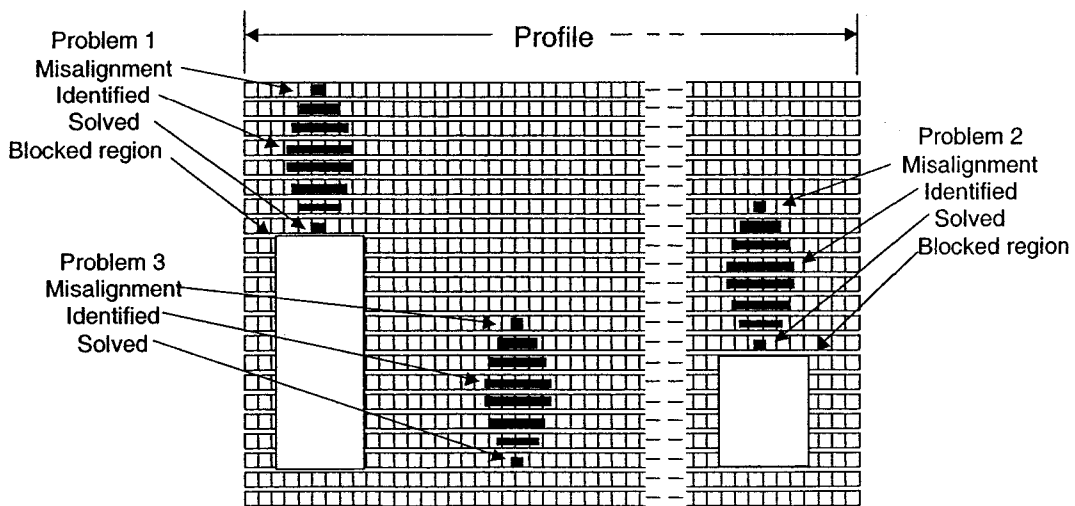 Profile
Problem 1
Misalignment
Identified
Solved
Blocked region
Problem 2
Misalignment
Identified
Solved
Blocked region
Problem 3
Misalignment
Identified
Solved